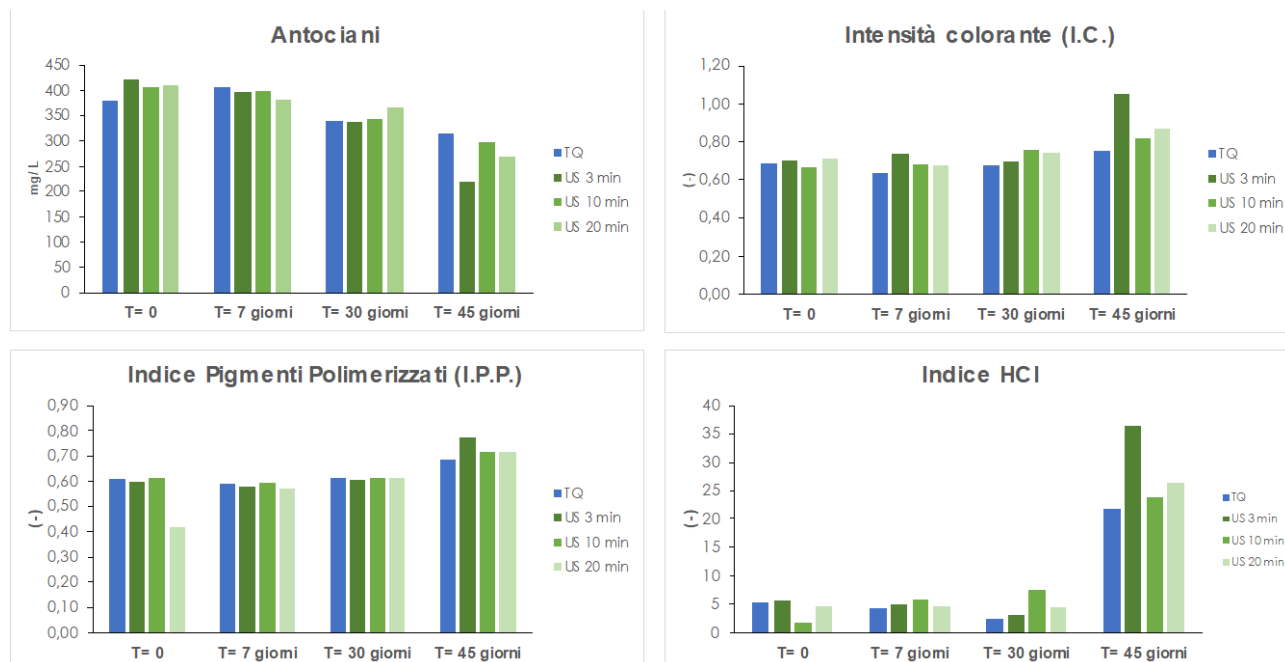 Antociani
450
400
350
300
250
200
150
100
50
0
mg/L
T= 0 T= 7 giorni T= 30 giorni T= 45 giorni
TQ
US 3 min
US 10 min
US 20 min
Intensità colorante (I.C.)
1,20
1,00
0,80
0,60
0,40
0,20
0,00
(-)
T= 0 T= 7 giorni T= 30 giorni T= 45 giorni
TQ
US 3 min
US 10 min
US 20 min
Indice Pigmenti Polimerizzati (I.P.P.)
0,90
0,80
0,70
0,60
0,50
0,40
0,30
0,20
0,10
0,00
(-)
T= 0 T= 7 giorni T= 30 giorni T= 45 giorni
TQ
US 3 min
US 10 min
US 20 min
Indice HCl
40
35
30
25
20
15
10
5
0
(-)
T= 0 T= 7 giorni T= 30 giorni T= 45 giorni
TQ
US 3 min
US 10 min
US 20 min